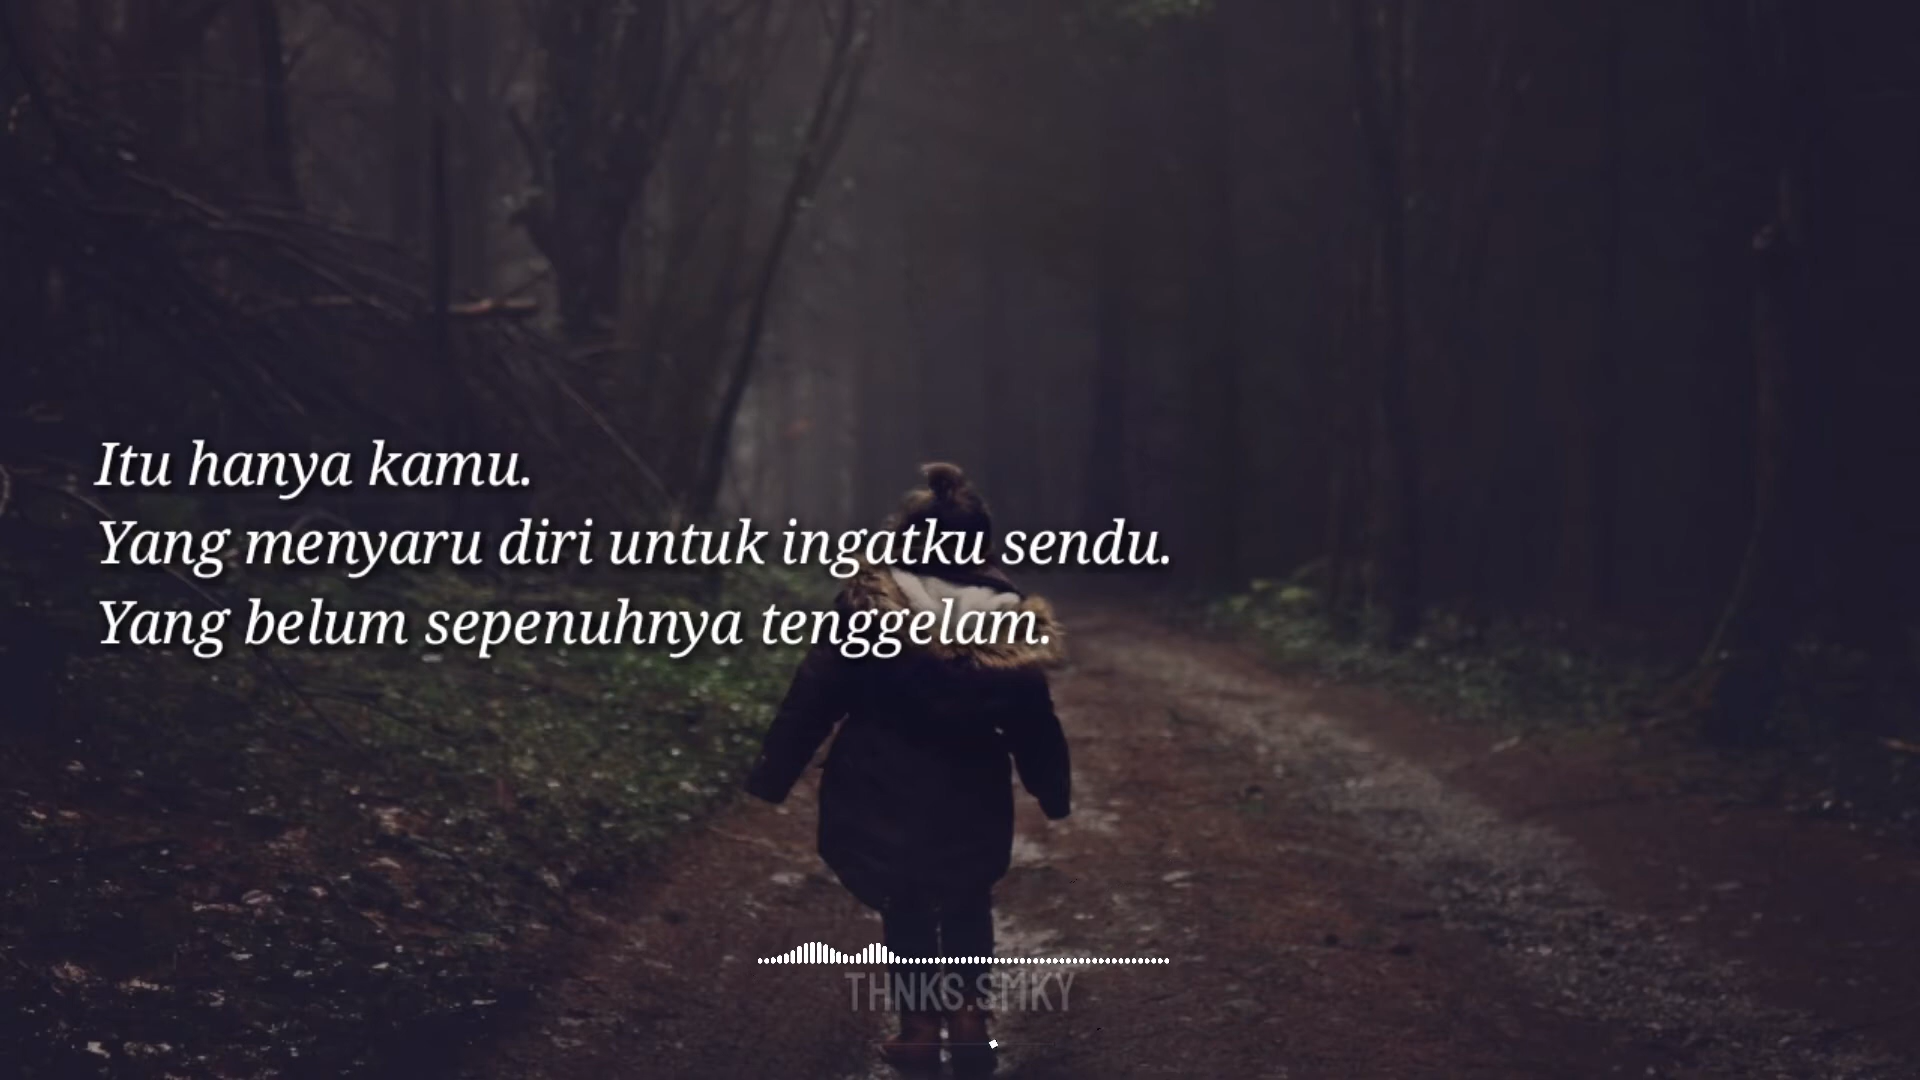 Itu hanya kamu.
Yang menyaru diri untuk ingatku sendu.
Yang belum sepenuhnya tenggelam.
THNKS.SMKY